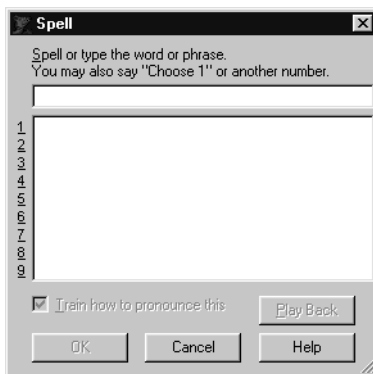 Spell
Spell or type the word or phrase.
You may also say "Choose 1" or another number.
1
2
3
4
5
6
7
8
9
Train how to pronounce this
Play Back
OK
Cancel
Help